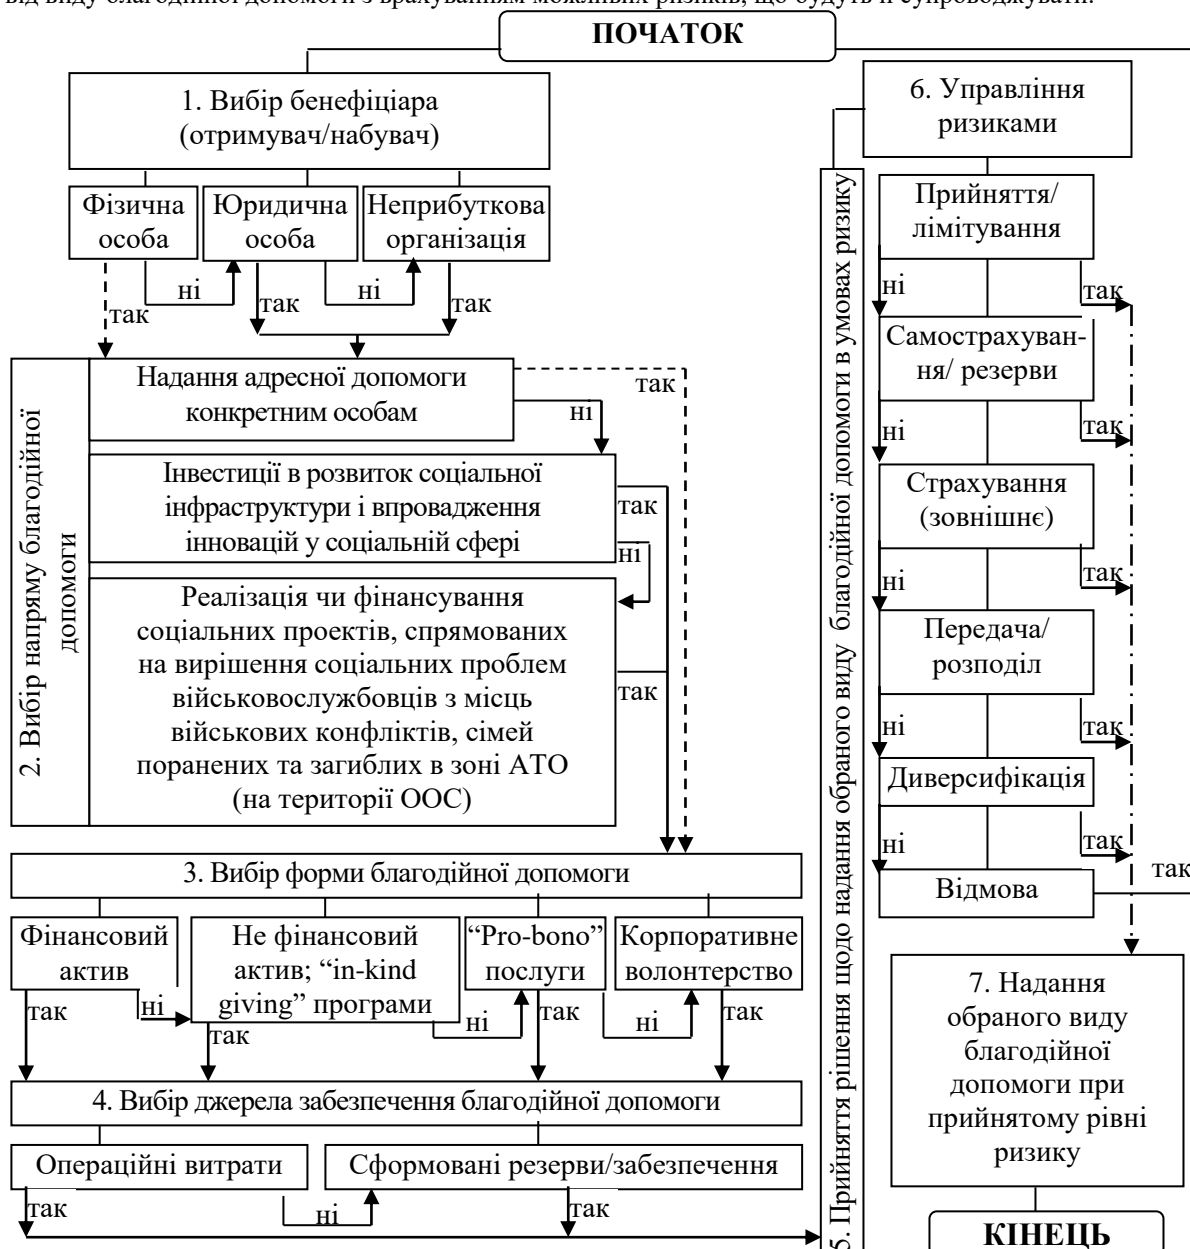 від виду благодійної допомоги з врахуванням можливих ризиків, що будуть її супроводжувати.
ПОЧАТОК
1. Вибір бенефіціара
(отримувач/набувач)
Фізична
особа
Юридична
особа
Неприбуткова
організація
ні
ні
так
так
так
2. Вибір напряму благодійної
допомоги
Надання адресної допомоги
конкретним особам
так
ні
Інвестиції в розвиток соціальної
інфраструктури і впровадження
інновацій у соціальній сфері
так
ні
Реалізація чи фінансування
соціальних проектів, спрямованих
на вирішення соціальних проблем
військовослужбовців з місць
військових конфліктів, сімей
поранених та загиблих в зоні АТО
(на території ООС)
так
3. Вибір форми благодійної допомоги
Фінансовий
актив
Не фінансовий
актив; “in-kind
giving” програми
“Pro-bono”
послуги
Корпоративне
волонтерство
так
ні
так
ні
так
ні
так
4. Вибір джерела забезпечення благодійної допомоги
Операційні витрати
Сформовані резерви/забезпечення
так
ні
так
5. Прийняття рішення щодо надання обраного виду благодійної допомоги в умовах ризику
6. Управління
ризиками
Прийняття/
лімітування
ні
так
Самострахуван-
ня/ резерви
ні
так
Страхування
(зовнішнє)
ні
так
Передача/
розподіл
ні
так
Диверсифікація
ні
так
Відмова
так
7. Надання
обраного виду
благодійної
допомоги при
прийнятому рівні
ризику
КІНЕЦЬ